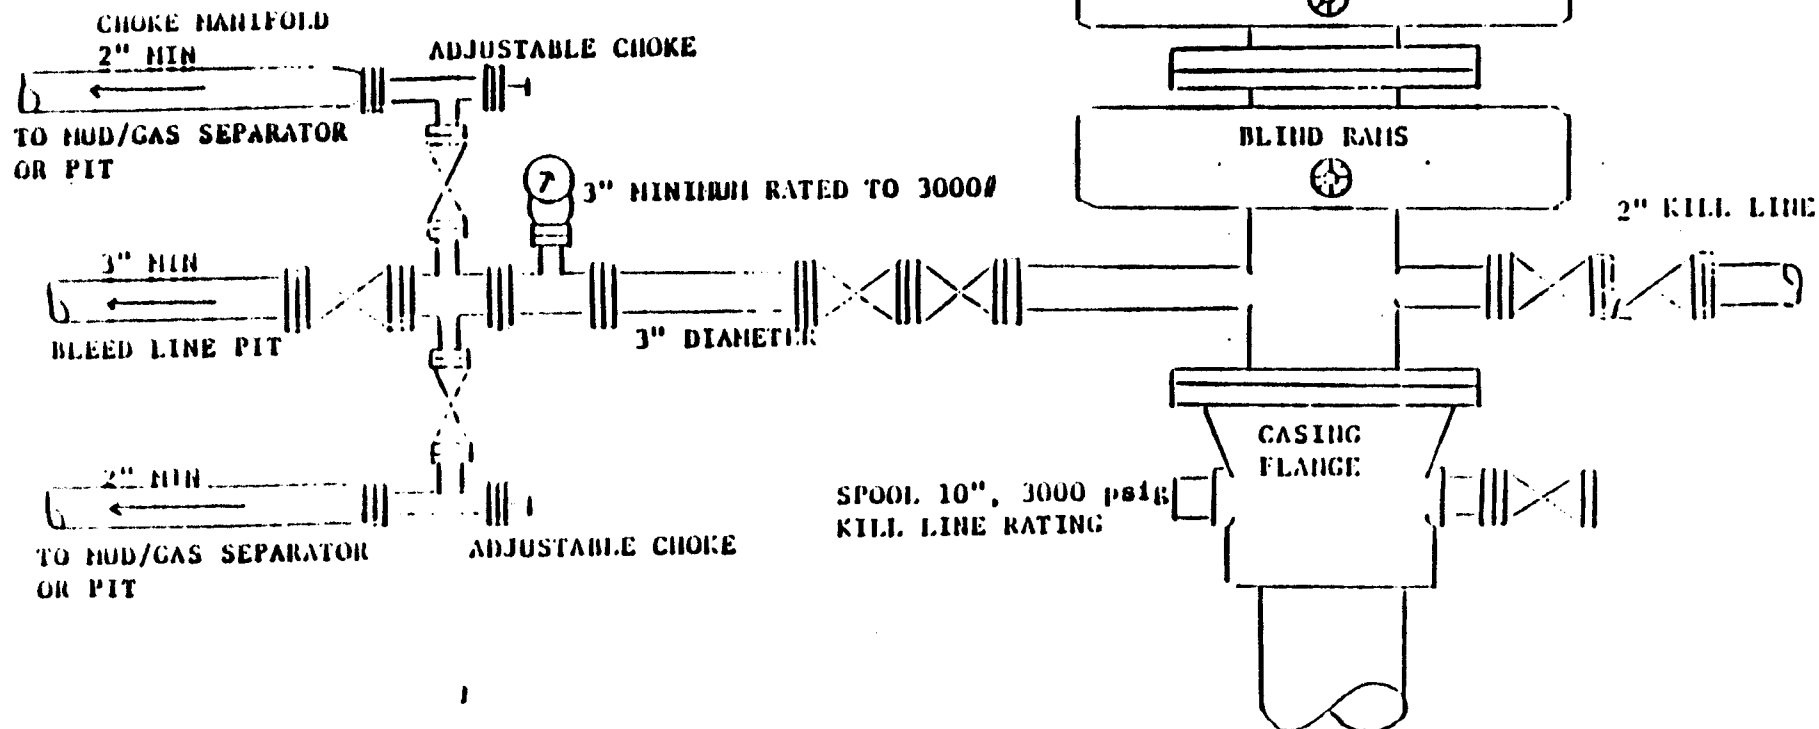 CHOKE MANIFOLD
2" MIN
ADJUSTABLE CHOKE
TO MUD/GAS SEPARATOR
OR PIT
BLIND RAMS
3" MINIMUM RATED TO 3000#
2" KILL LINE
3" MIN
BLEED LINE PIT
3" DIAMETER
CASING
FLANGE
2" MIN
SPOOL 10", 3000 psig
KILL LINE RATING
TO MUD/GAS SEPARATOR
OR PIT
ADJUSTABLE CHOKE